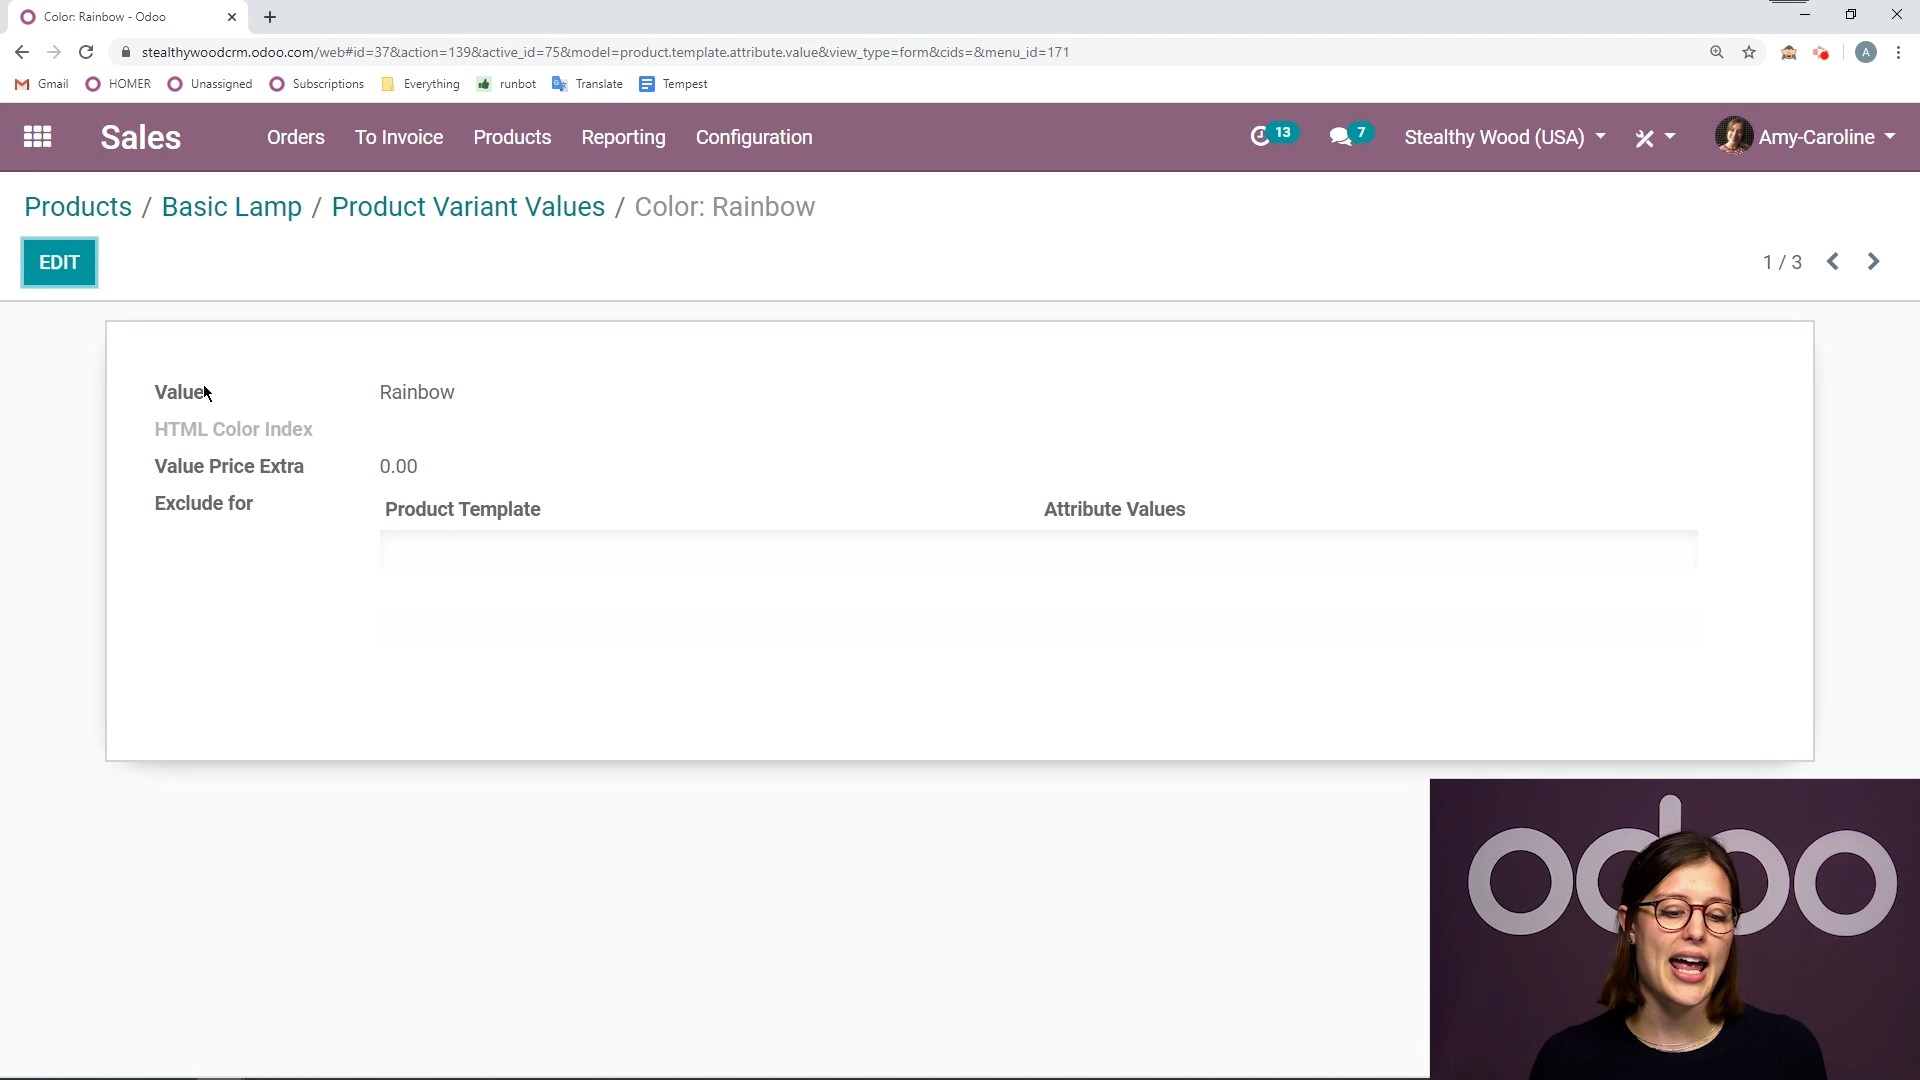 Color: Rainbow - Odoo
stealthywoodcrm.odoo.com/web#id=37&action=139&active_id=75&model=product.template.attribute.value&view_type=form&cids=&menu_id=171
A
Gmail HOMER Unassigned Subscriptions Everything runbot Translate Tempest
Sales Orders To Invoice Products Reporting Configuration 13 7 Stealthy Wood (USA) Amy-Caroline
Products / Basic Lamp / Product Variant Values / Color: Rainbow
EDIT 1 / 3
Value Rainbow
HTML Color Index
Value Price Extra 0.00
Exclude for Product Template Attribute Values
odoo